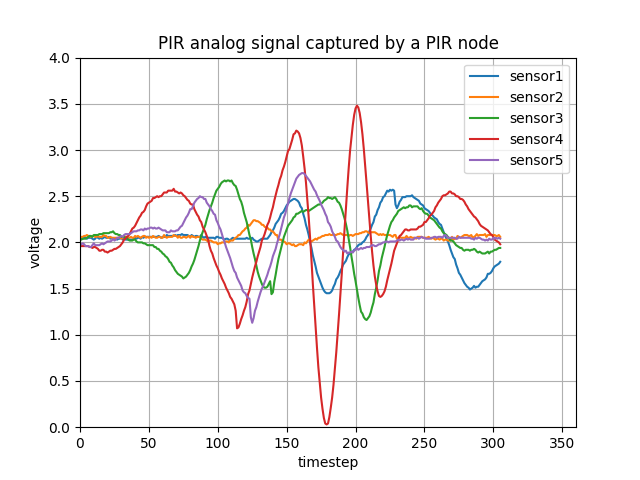 PIR analog signal captured by a PIR node
voltage
4.0
3.5
3.0
2.5
2.0
1.5
1.0
0.5
0.0
sensor1
sensor2
sensor3
sensor4
sensor5
0 50 100 150 200 250 300 350
timestep